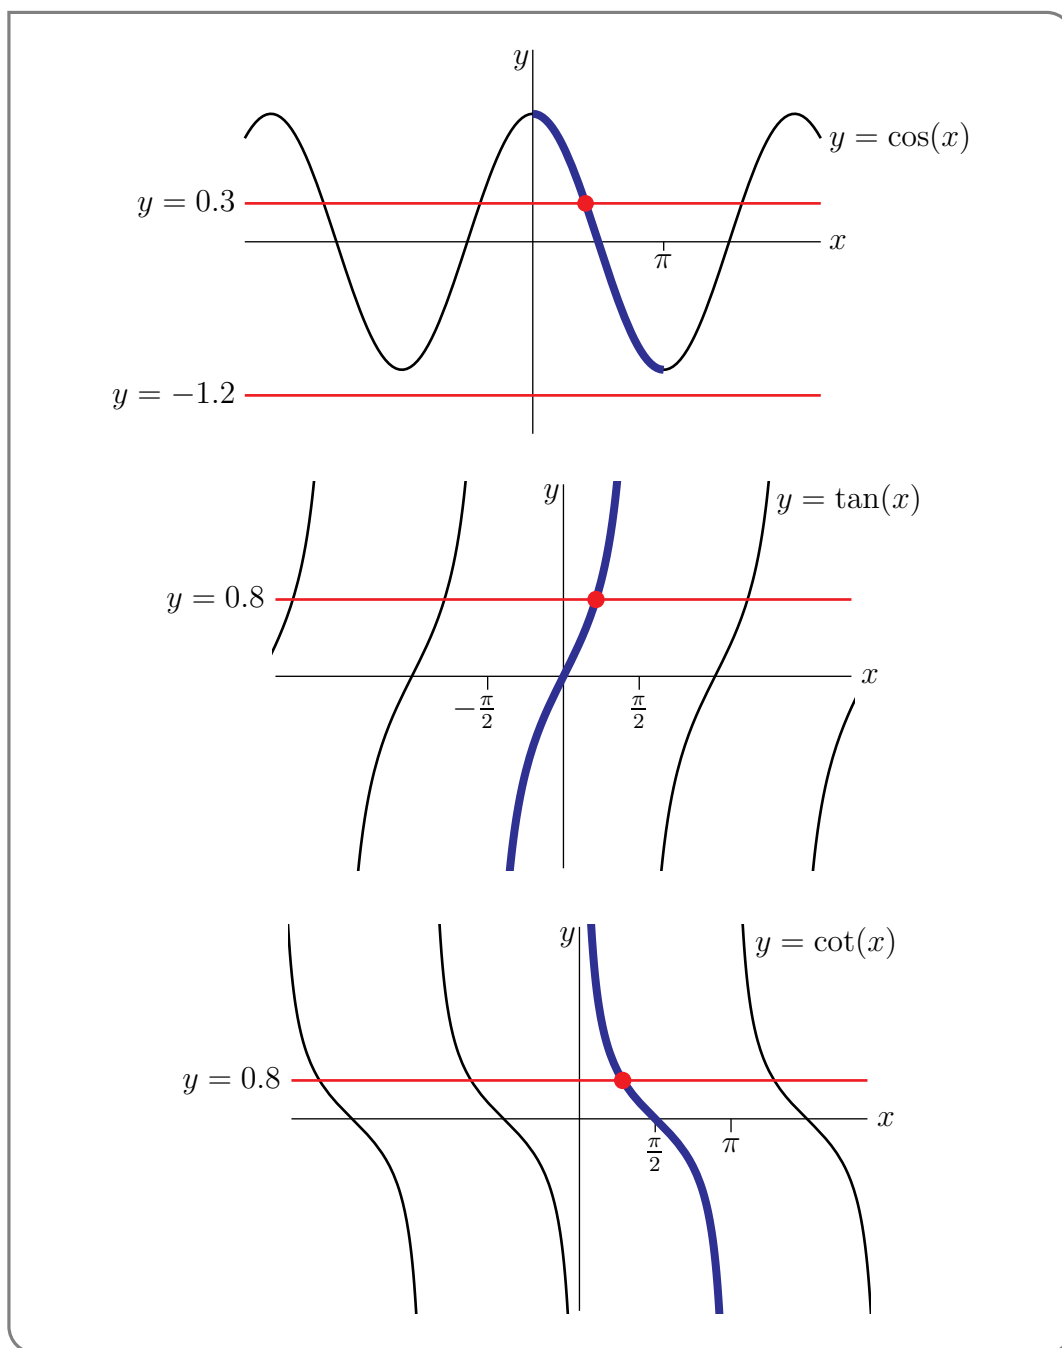 y
y = cos(x)
y = 0.3
x
π
y = −1.2
y
y = tan(x)
y = 0.8
x
−π/2
π/2
y
y = cot(x)
y = 0.8
x
π/2
π